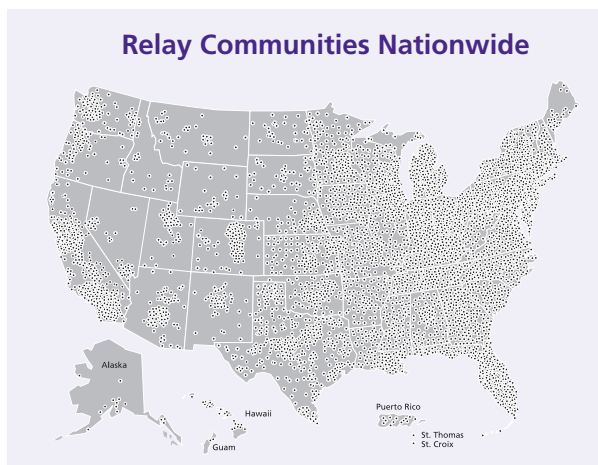 Relay Communities Nationwide
Alaska
Hawaii
Guam
Puerto Rico
St. Thomas
St. Croix